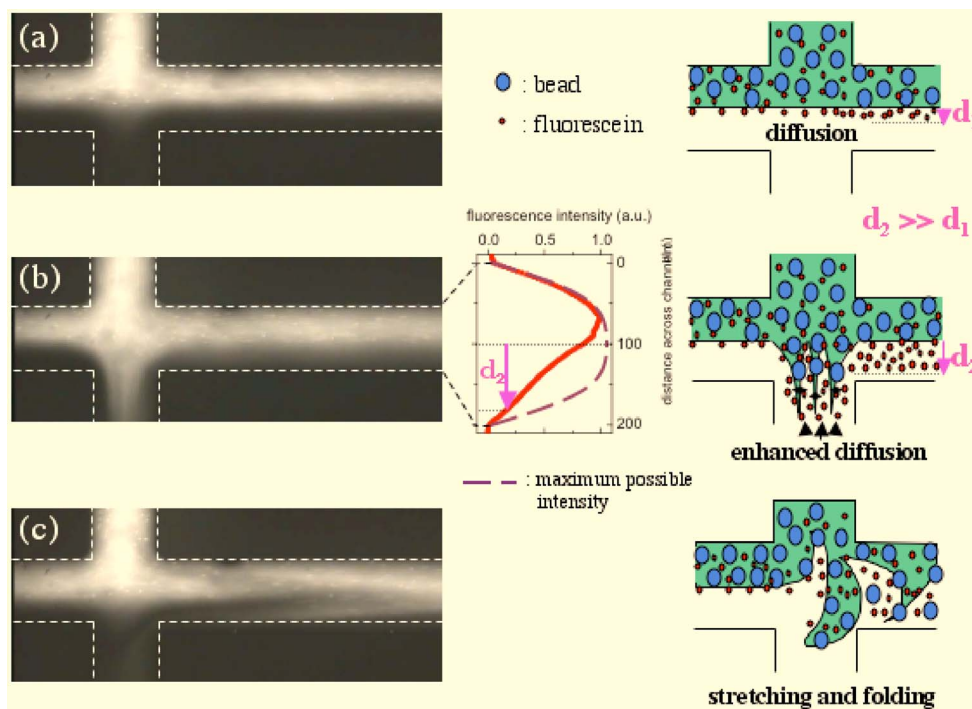 (a)
: bead
: fluorescein
diffusion
d
d₂ >> d₁
(b)
fluorescence intensity (a.u.)
0.0 0.5 1.0
0
100
200
distance across channel
d₂
d₂
enhanced diffusion
: maximum possible
intensity
(c)
stretching and folding